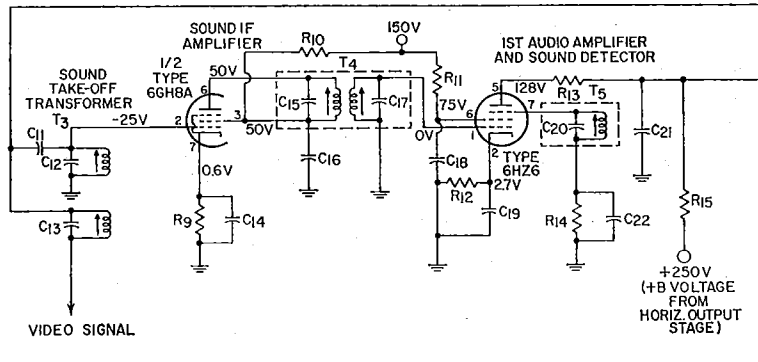 SOUND IF
AMPLIFIER
1/2
TYPE
6GH8A
SOUND
TAKE-OFF
TRANSFORMER
T3
-25V
C11
C12
C13
VIDEO SIGNAL
50V
6
2
3
7
50V
0.6V
R9
C14
R10
150V
T4
C15
C17
C16
R11
75V
0V
1ST AUDIO AMPLIFIER
AND SOUND DETECTOR
5
128V
6
7
1
2
TYPE
6HZ6
C18
R12
2.7V
C19
R13
T5
C20
R14
C22
C21
R15
+250V
(+B VOLTAGE
FROM
HORIZ. OUTPUT
STAGE)